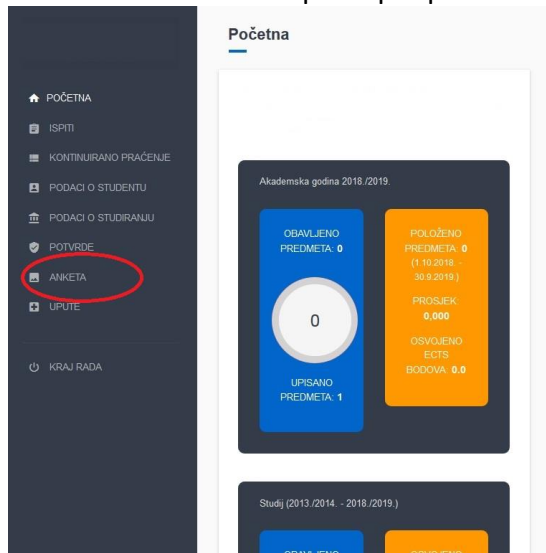 Početna
POČETNA
ISPITI
KONTINUIRANO PRAĆENJE
PODACI O STUDENTU
PODACI O STUDIRANJU
POTVRDE
ANKETA
UPUTE
KRAJ RADA
Akademska godina 2018./2019.
OBAVLJENO
PREDMETA: 0
0
UPISANO
PREDMETA: 1
POLOŽENO
PREDMETA: 0
(1.10.2018. -
30.9.2019.)
PROSJEK:
0,000
OSVOJENO
ECTS
BODOVA: 0.0
Studij (2013./2014. - 2018./2019.)